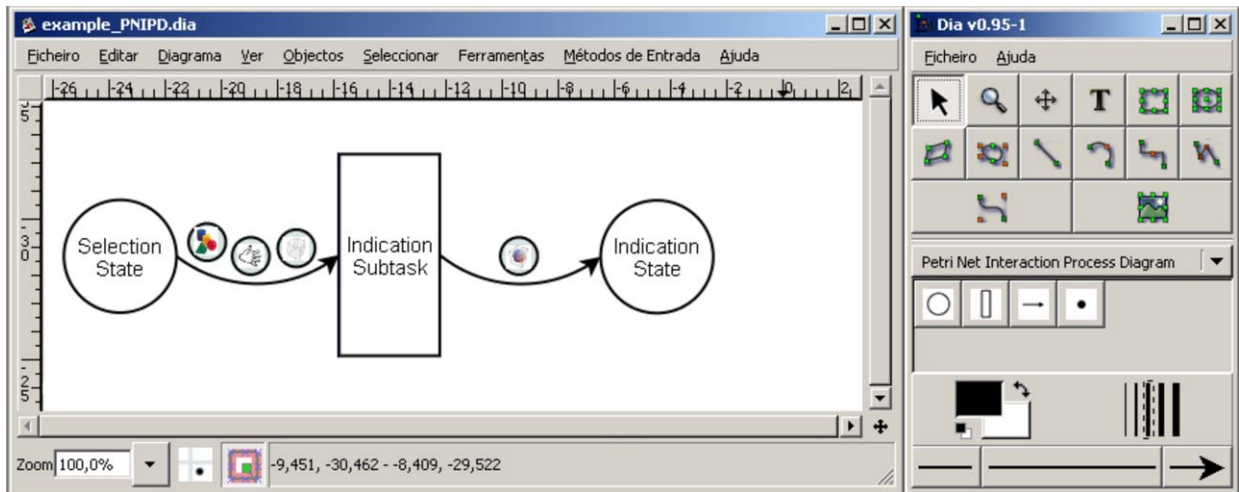 example_PNIPD.dia
Ficheiro Editar Diagrama Ver Objectos Seleccionar Ferramentas Métodos de Entrada Ajuda
-26 -24 -22 -20 -18 -16 -14 -12 -10 -8 -6 -4 -2 0 2
Selection
State
Indication
Subtask
Indication
State
Zoom 100,0% -9,451, -30,462 - -8,409, -29,522
Dia v0.95-1
Ficheiro Ajuda
T
Petri Net Interaction Process Diagram